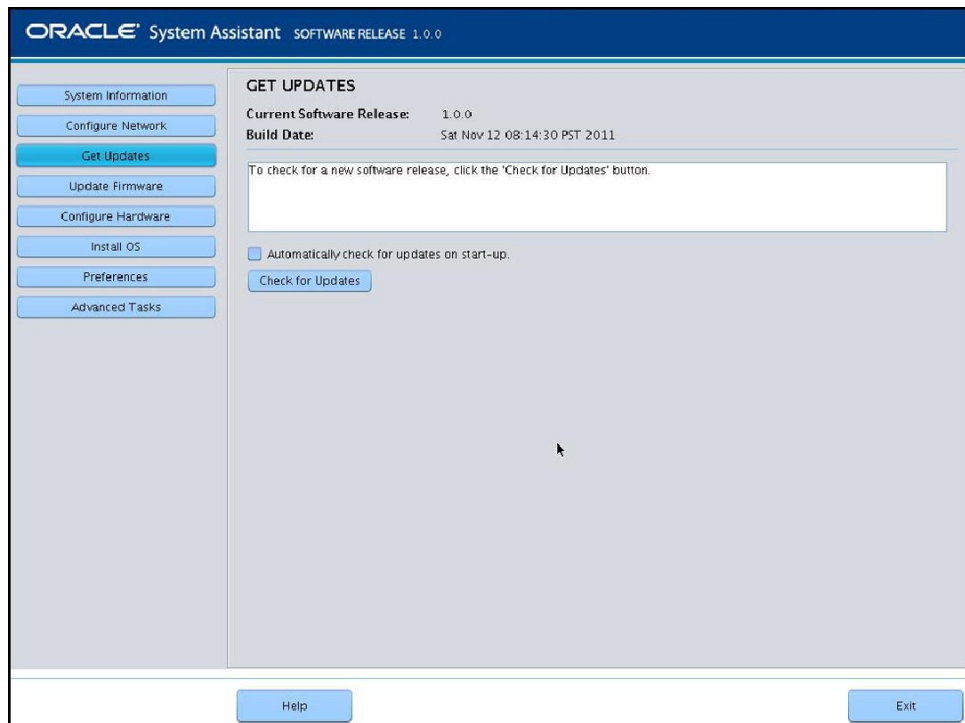 ORACLE' System Assistant SOFTWARE RELEASE 1.0.0
System Information
Configure Network
Get Updates
Update Firmware
Configure Hardware
Install OS
Preferences
Advanced Tasks
GET UPDATES
Current Software Release: 1.0.0
Build Date: Sat Nov 12 08:14:30 PST 2011
To check for a new software release, click the 'Check for Updates' button.
Automatically check for updates on start-up.
Check for Updates
Help
Exit